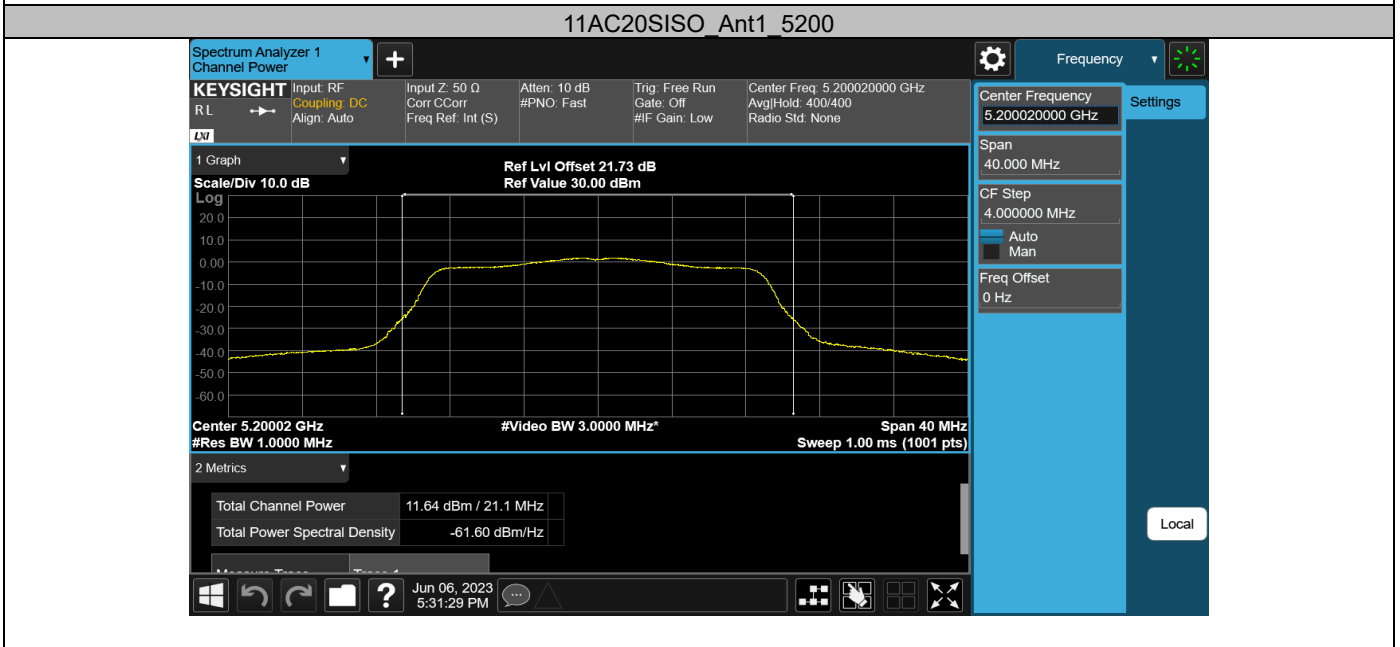 11AC20SISO_Ant1_5200
Spectrum Analyzer 1
Channel Power
+
Frequency
KEYSIGHT
R L
LXI
Input: RF
Coupling: DC
Align: Auto
Input Z: 50 Ω
Corr CCorr
Freq Ref: Int (S)
Atten: 10 dB
#PNO: Fast
Trig: Free Run
Gate: Off
#IF Gain: Low
Center Freq: 5.200020000 GHz
Avg|Hold: 400/400
Radio Std: None
Center Frequency
5.200020000 GHz
Settings
Span
40.000 MHz
CF Step
4.000000 MHz
Auto
Man
Freq Offset
0 Hz
Local
1 Graph
Scale/Div 10.0 dB
Ref Lvl Offset 21.73 dB
Ref Value 30.00 dBm
Log
20.0
10.0
0.00
-10.0
-20.0
-30.0
-40.0
-50.0
-60.0
Center 5.20002 GHz
#Res BW 1.0000 MHz
#Video BW 3.0000 MHz*
Span 40 MHz
Sweep 1.00 ms (1001 pts)
2 Metrics
Total Channel Power 11.64 dBm / 21.1 MHz
Total Power Spectral Density -61.60 dBm/Hz
?
Jun 06, 2023
5:31:29 PM